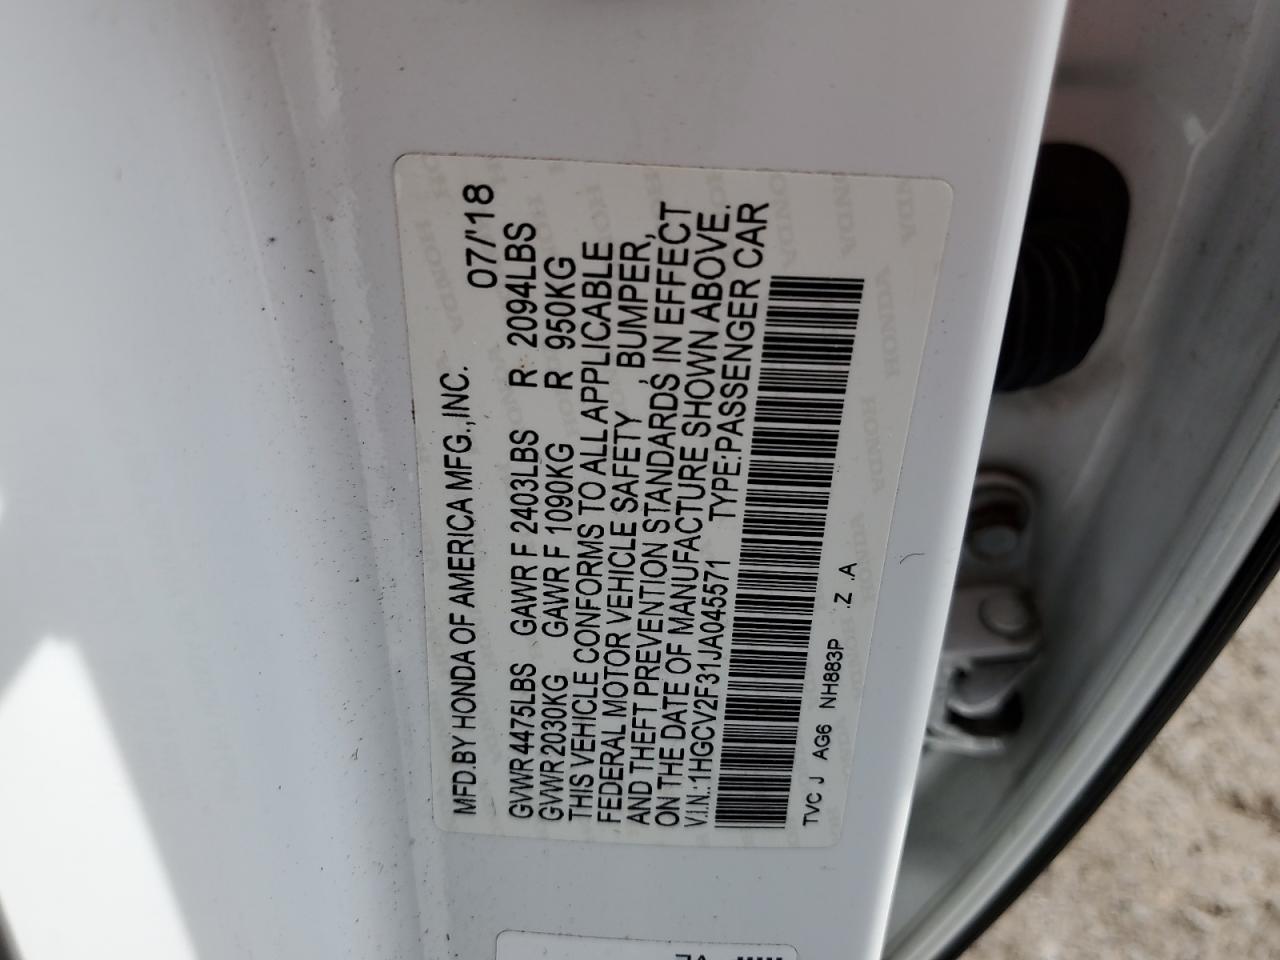 MFD.BY HONDA OF AMERICA MFG.,INC. 07/'18
GVWR 4475LBS GAWR F 2403LBS R 2094LBS
GVWR 2030KG GAWR F 1090KG R 950KG
THIS VEHICLE CONFORMS TO ALL APPLICABLE
FEDERAL MOTOR VEHICLE SAFETY, BUMPER,
AND THEFT PREVENTION STANDARDS IN EFFECT
ON THE DATE OF MANUFACTURE SHOWN ABOVE.
V.I.N.:1HGCV2F31JA045571 TYPE:PASSENGER CAR
TVC J AG6 NH883P .Z .A